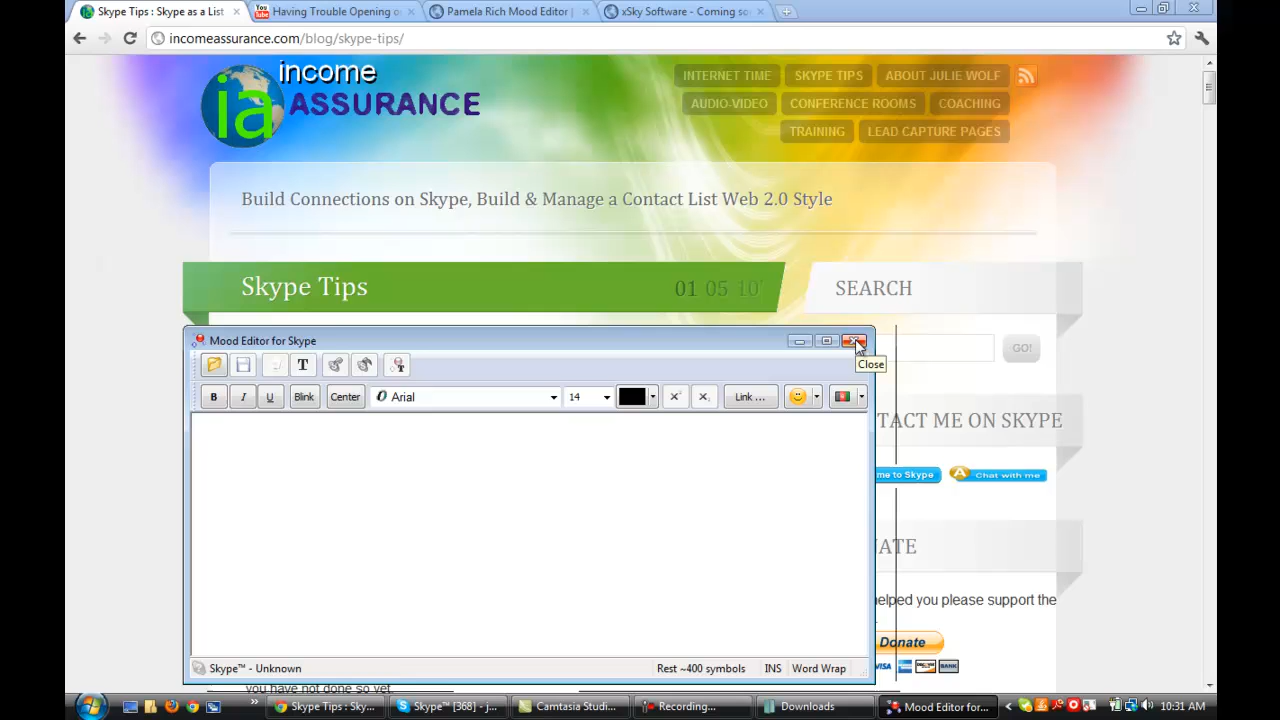 Skype Tips : Skype as a List
Having Trouble Opening o
Pamela Rich Mood Editor |
xSky Software - Coming so
incomeassurance.com/blog/skype-tips/
income
ASSURANCE
ia
INTERNET TIME
SKYPE TIPS
ABOUT JULIE WOLF
AUDIO-VIDEO
CONFERENCE ROOMS
COACHING
TRAINING
LEAD CAPTURE PAGES
Build Connections on Skype, Build & Manage a Contact List Web 2.0 Style
Skype Tips
01 05 10
SEARCH
GO!
Mood Editor for Skype
Close
T
B
I
U
Blink
Center
Arial
14
Link ...
TACT ME ON SKYPE
me to Skype
Chat with me
NATE
helped you please support the
Donate
VISA
BANK
Skype™ - Unknown
Rest ~400 symbols
INS
Word Wrap
you have not done so yet.
Skype Tips : Sky...
Skype™ [368] - j...
Camtasia Studi...
Recording...
Downloads
Mood Editor for...
10:31 AM